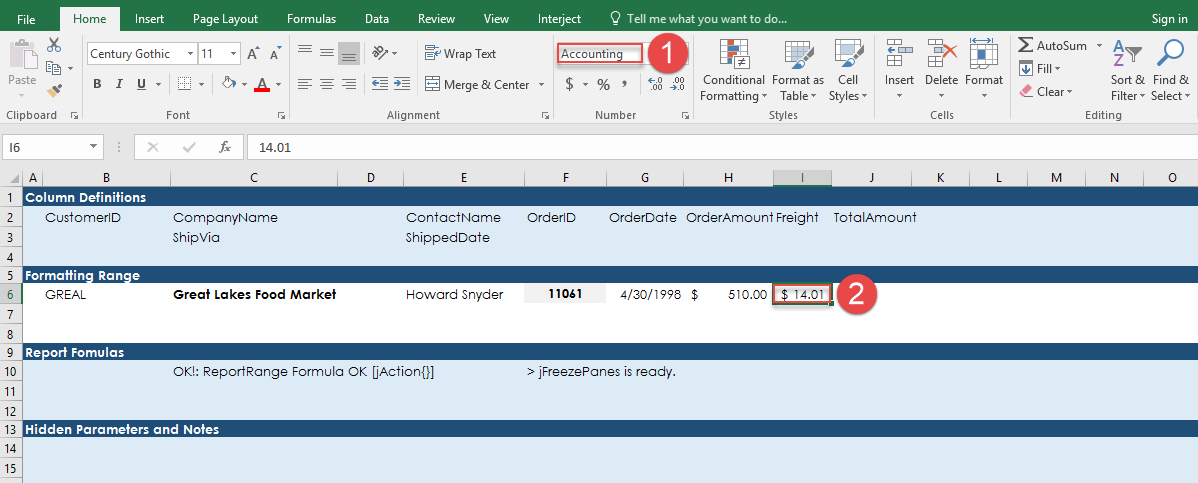 File Home Insert Page Layout Formulas Data Review View Interject Tell me what you want to do... Sign in
Paste
Clipboard
Century Gothic 11 A A
B I U A
Font
Wrap Text
Merge & Center
Alignment
Accounting 1
$ % , .0 .00 .00 .0
Number
Conditional Formatting
Format as Table
Cell Styles
Styles
Insert
Delete
Format
Cells
AutoSum
Fill
Clear
Sort & Filter
Find & Select
Editing
I6 fx 14.01
A B C D E F G H I J K L M N O
1 Column Definitions
2 CustomerID CompanyName ContactName OrderID OrderDate OrderAmount Freight TotalAmount
3 ShipVia ShippedDate
4
5 Formatting Range
6 GREAL Great Lakes Food Market Howard Snyder 11061 4/30/1998 $ 510.00 $ 14.01 2
7
8
9 Report Fomulas
10 OK!: ReportRange Formula OK [jAction{}] > jFreezePanes is ready.
11
12
13 Hidden Parameters and Notes
14
15